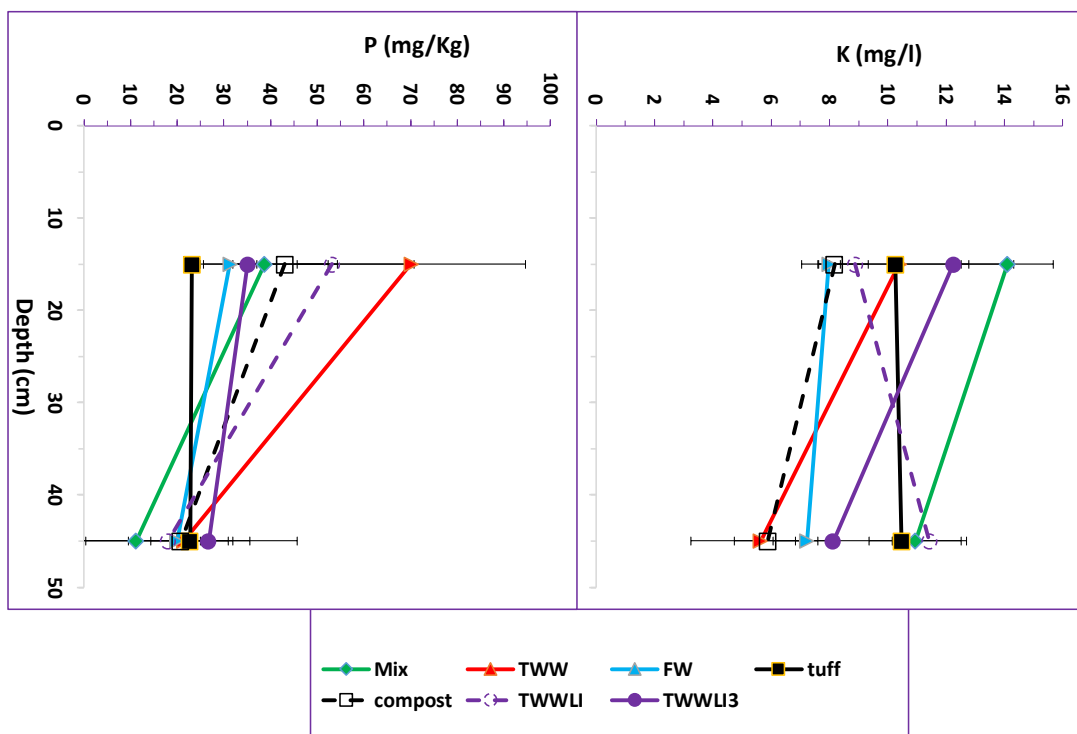 P (mg/Kg)
K (mg/l)
0 10 20 30 40 50 60 70 80 90 100
0 2 4 6 8 10 12 14 16
0
10
20
30
40
50
Depth (cm)
Mix TWW FW tuff
compost TWWLI TWWLI3